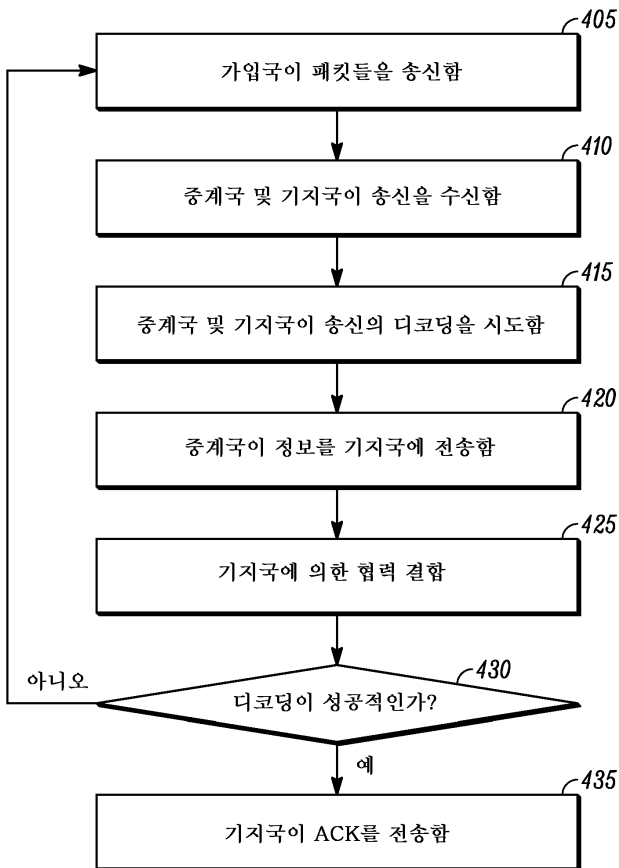 405
가입국이 패킷들을 송신함
410
중계국 및 기지국이 송신을 수신함
415
중계국 및 기지국이 송신의 디코딩을 시도함
420
중계국이 정보를 기지국에 전송함
425
기지국에 의한 협력 결합
430
아니오
디코딩이 성공적인가?
예
435
기지국이 ACK를 전송함